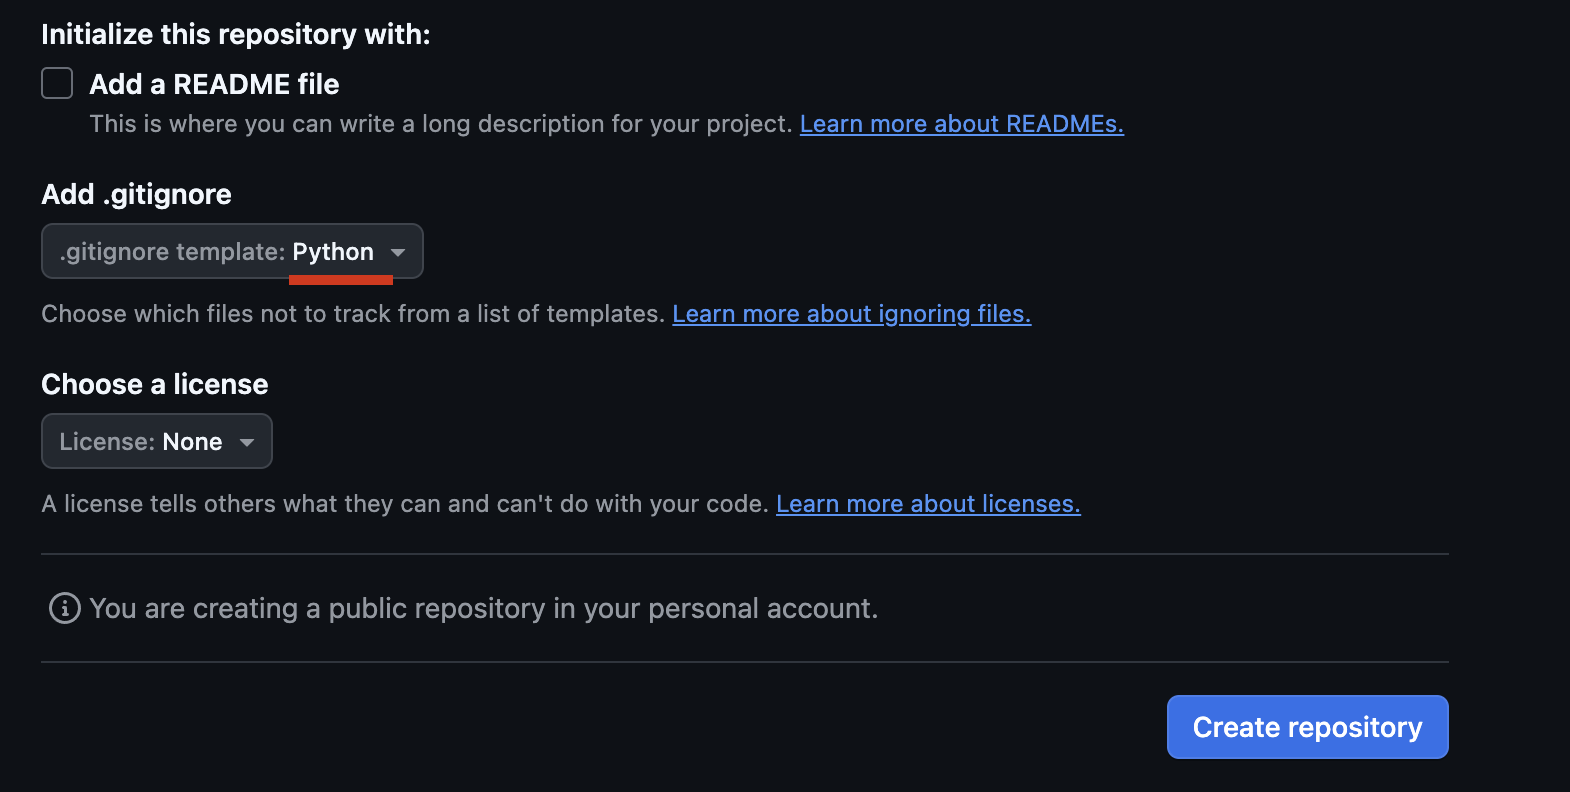 Initialize this repository with:
Add a README file
This is where you can write a long description for your project. Learn more about READMEs.
Add .gitignore
.gitignore template: Python
Choose which files not to track from a list of templates. Learn more about ignoring files.
Choose a license
License: None
A license tells others what they can and can't do with your code. Learn more about licenses.
You are creating a public repository in your personal account.
Create repository